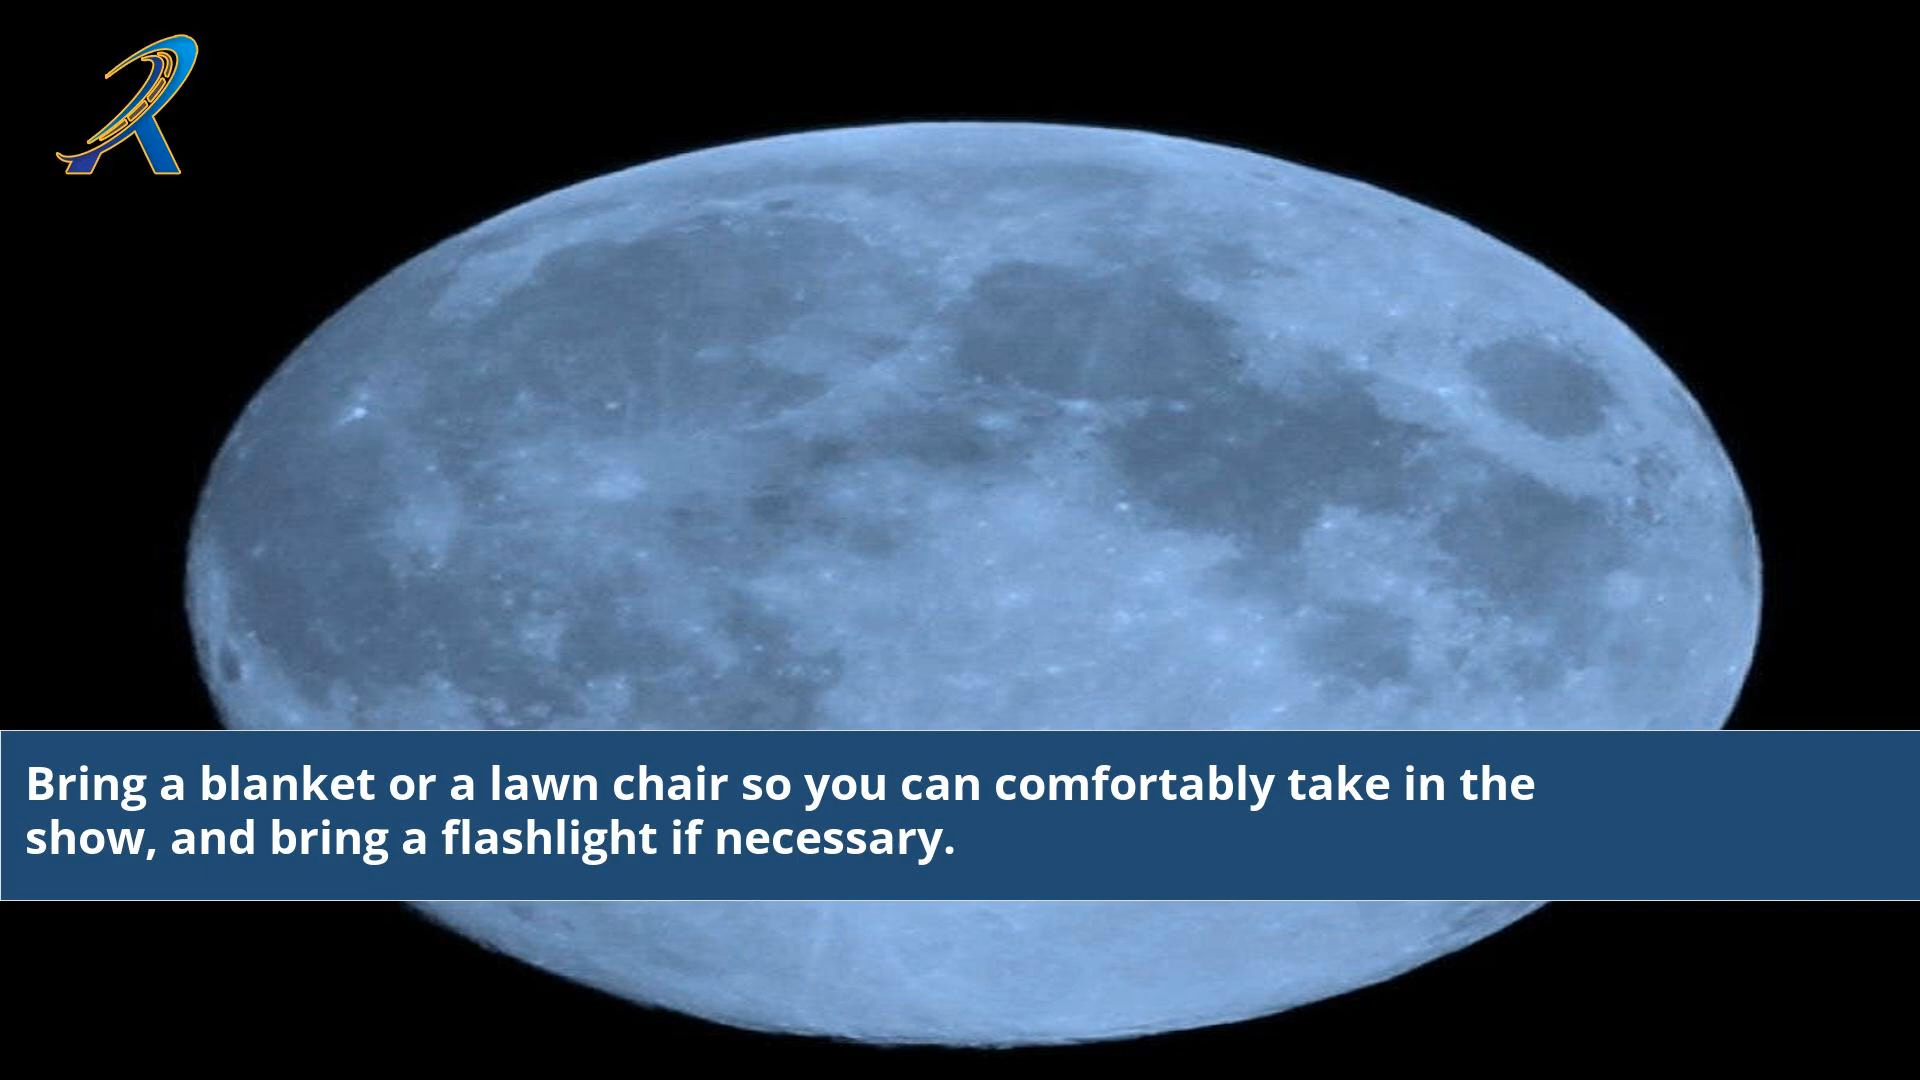 Bring a blanket or a lawn chair so you can comfortably take in the
show, and bring a flashlight if necessary.